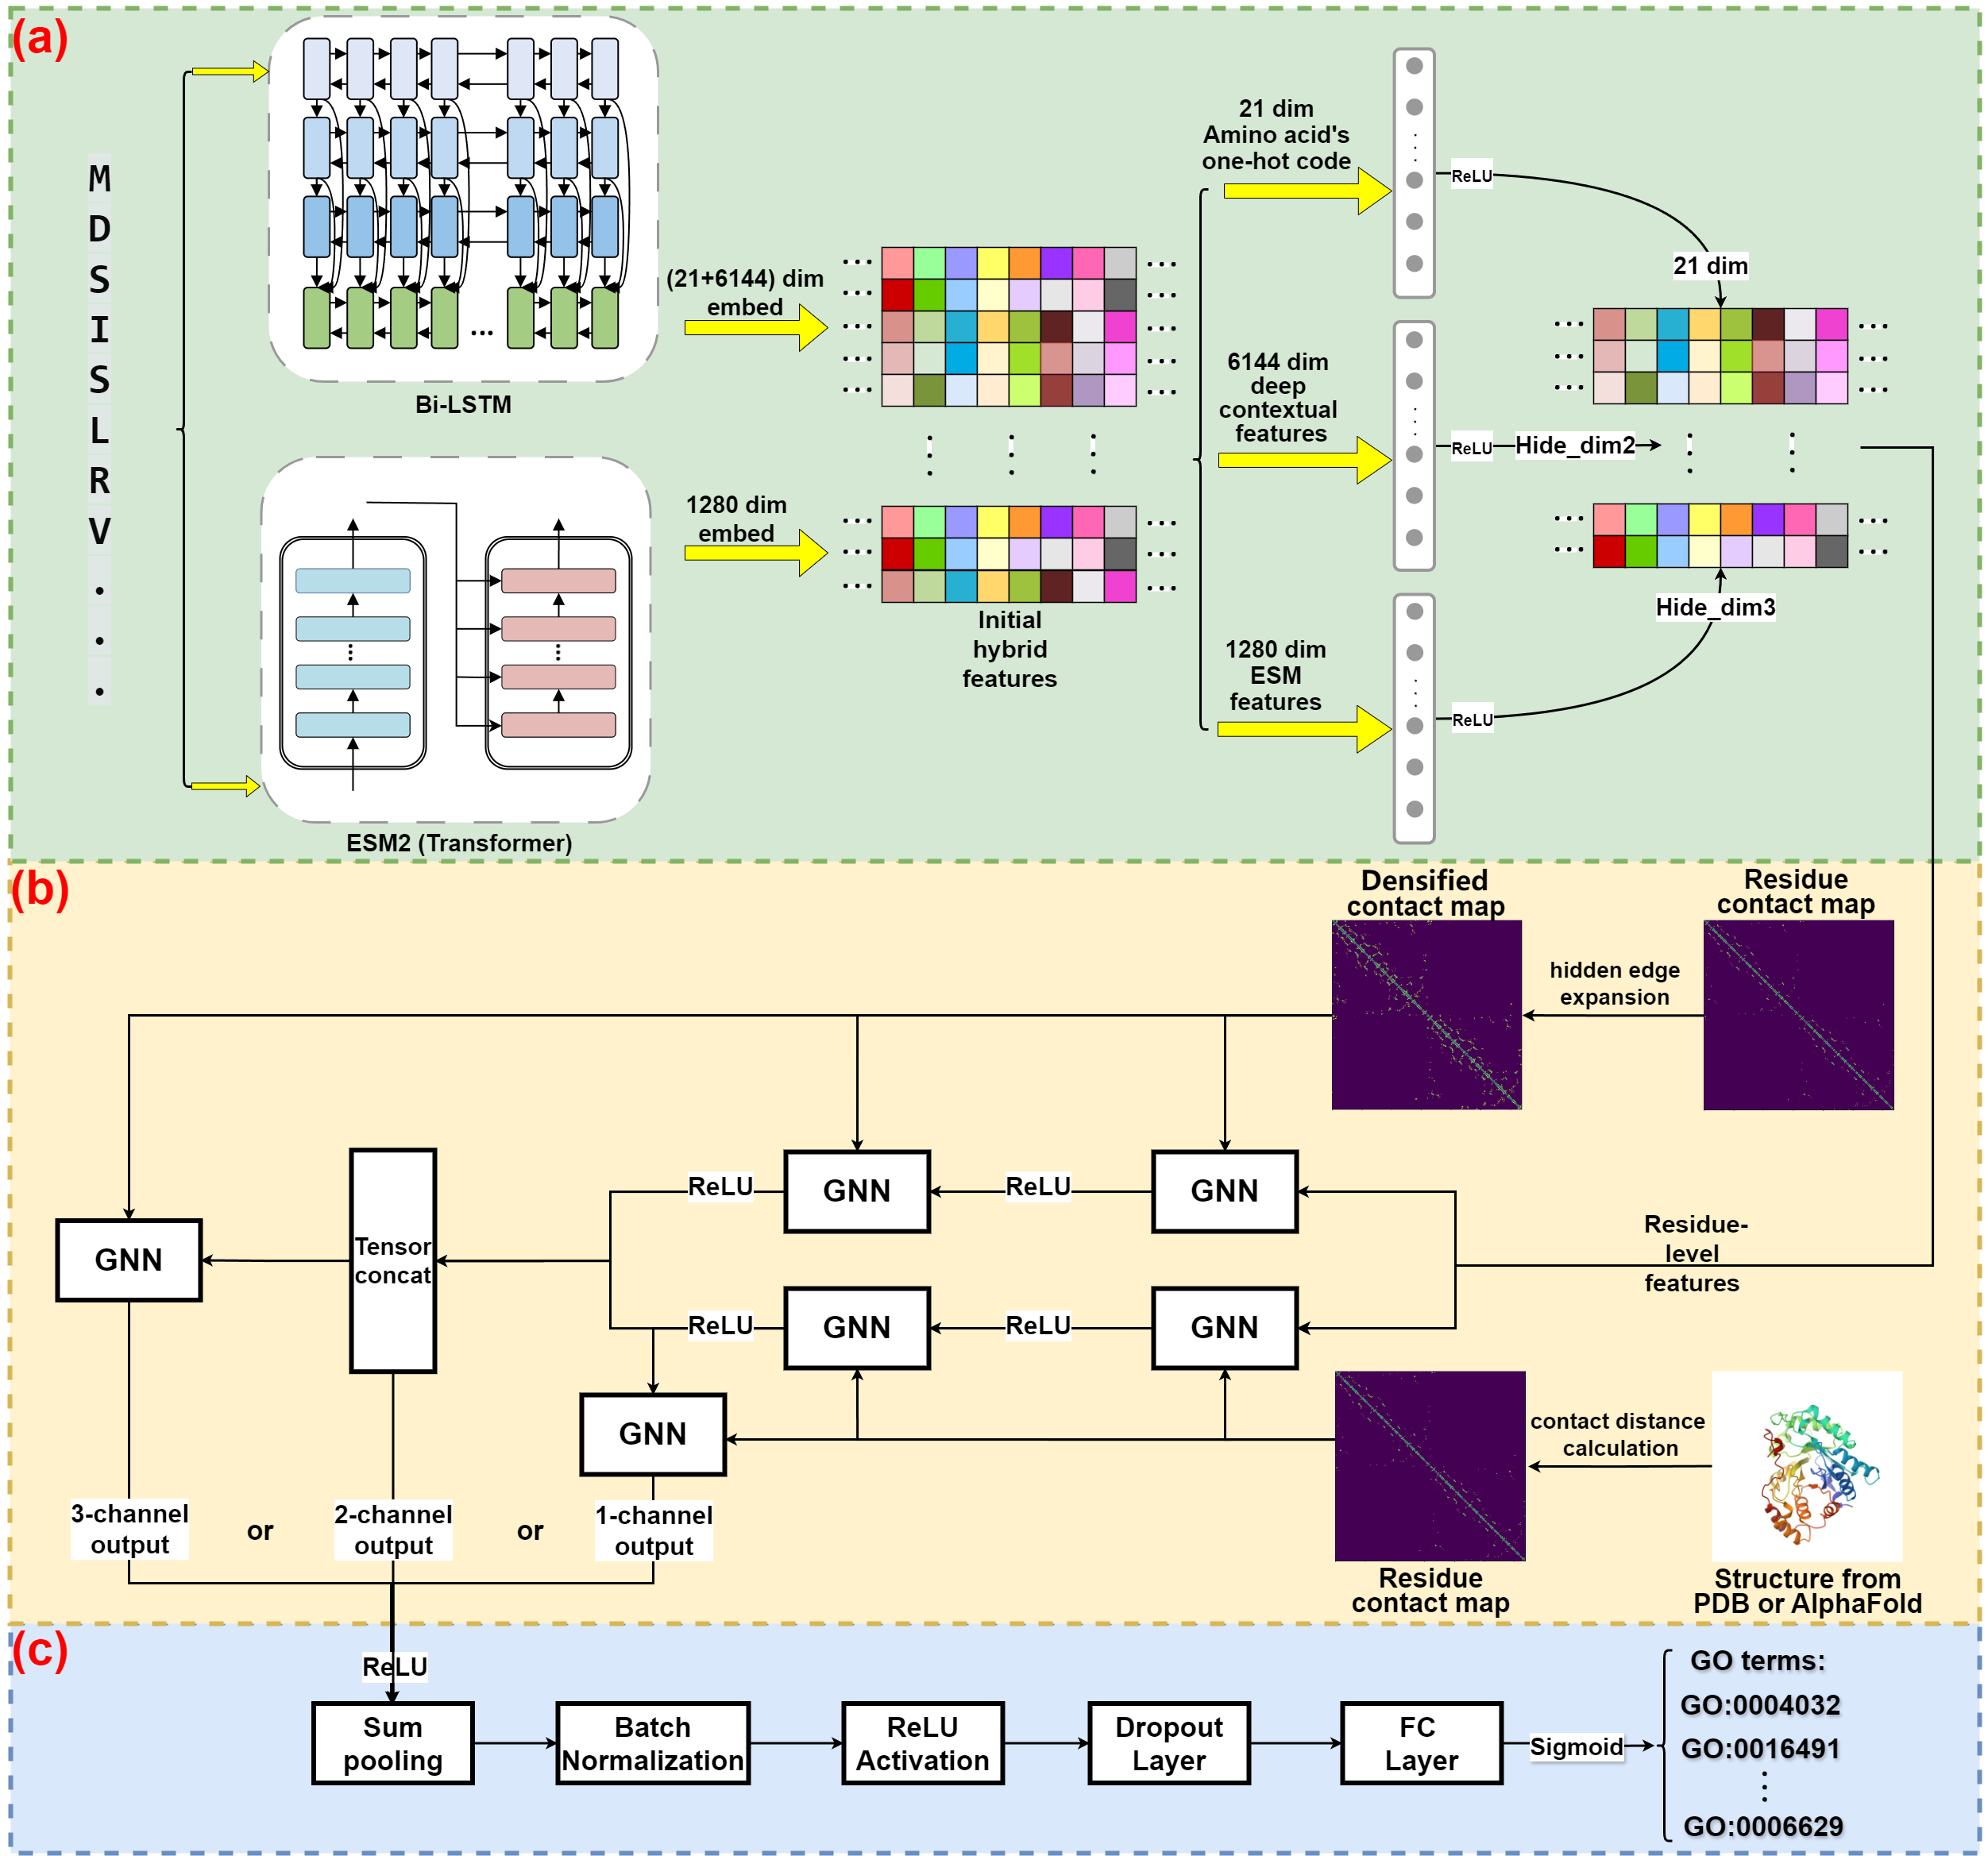 (a)
M
D
S
I
S
L
R
V
.
.
.
Bi-LSTM
ESM2 (Transformer)
(21+6144) dim
embed
1280 dim
embed
Initial
hybrid
features
21 dim
Amino acid's
one-hot code
6144 dim
deep
contextual
features
1280 dim
ESM
features
ReLU
21 dim
ReLU
Hide_dim2
Hide_dim3
ReLU
(b)
Densified
contact map
Residue
contact map
hidden edge
expansion
GNN
Tensor
concat
ReLU
GNN
ReLU
GNN
ReLU
GNN
ReLU
GNN
Residue-
level
features
GNN
contact distance
calculation
3-channel
output
or
2-channel
output
or
1-channel
output
Residue
contact map
Structure from
PDB or AlphaFold
(c)
ReLU
Sum
pooling
Batch
Normalization
ReLU
Activation
Dropout
Layer
FC
Layer
Sigmoid
GO terms:
GO:0004032
GO:0016491
GO:0006629